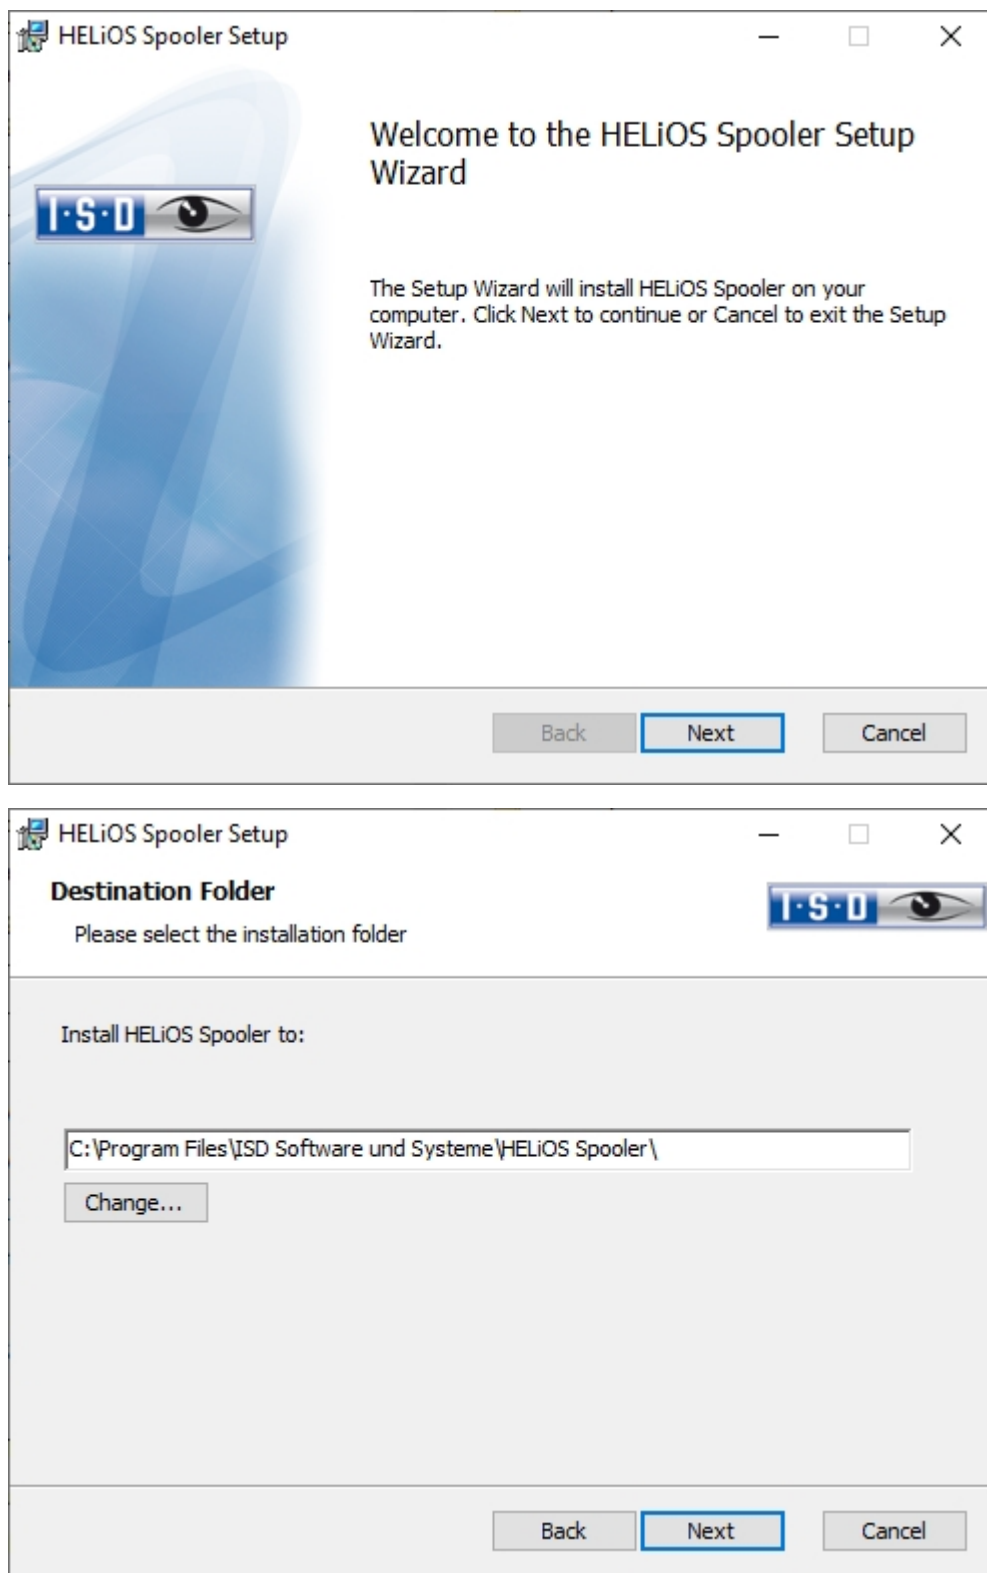 HELiOS Spooler Setup
Welcome to the HELiOS Spooler Setup
Wizard
I·S·D
The Setup Wizard will install HELiOS Spooler on your
computer. Click Next to continue or Cancel to exit the Setup
Wizard.
Back Next Cancel
HELiOS Spooler Setup
Destination Folder
I·S·D
Please select the installation folder
Install HELiOS Spooler to:
C:\Program Files\ISD Software und Systeme\HELiOS Spooler\
Change...
Back Next Cancel